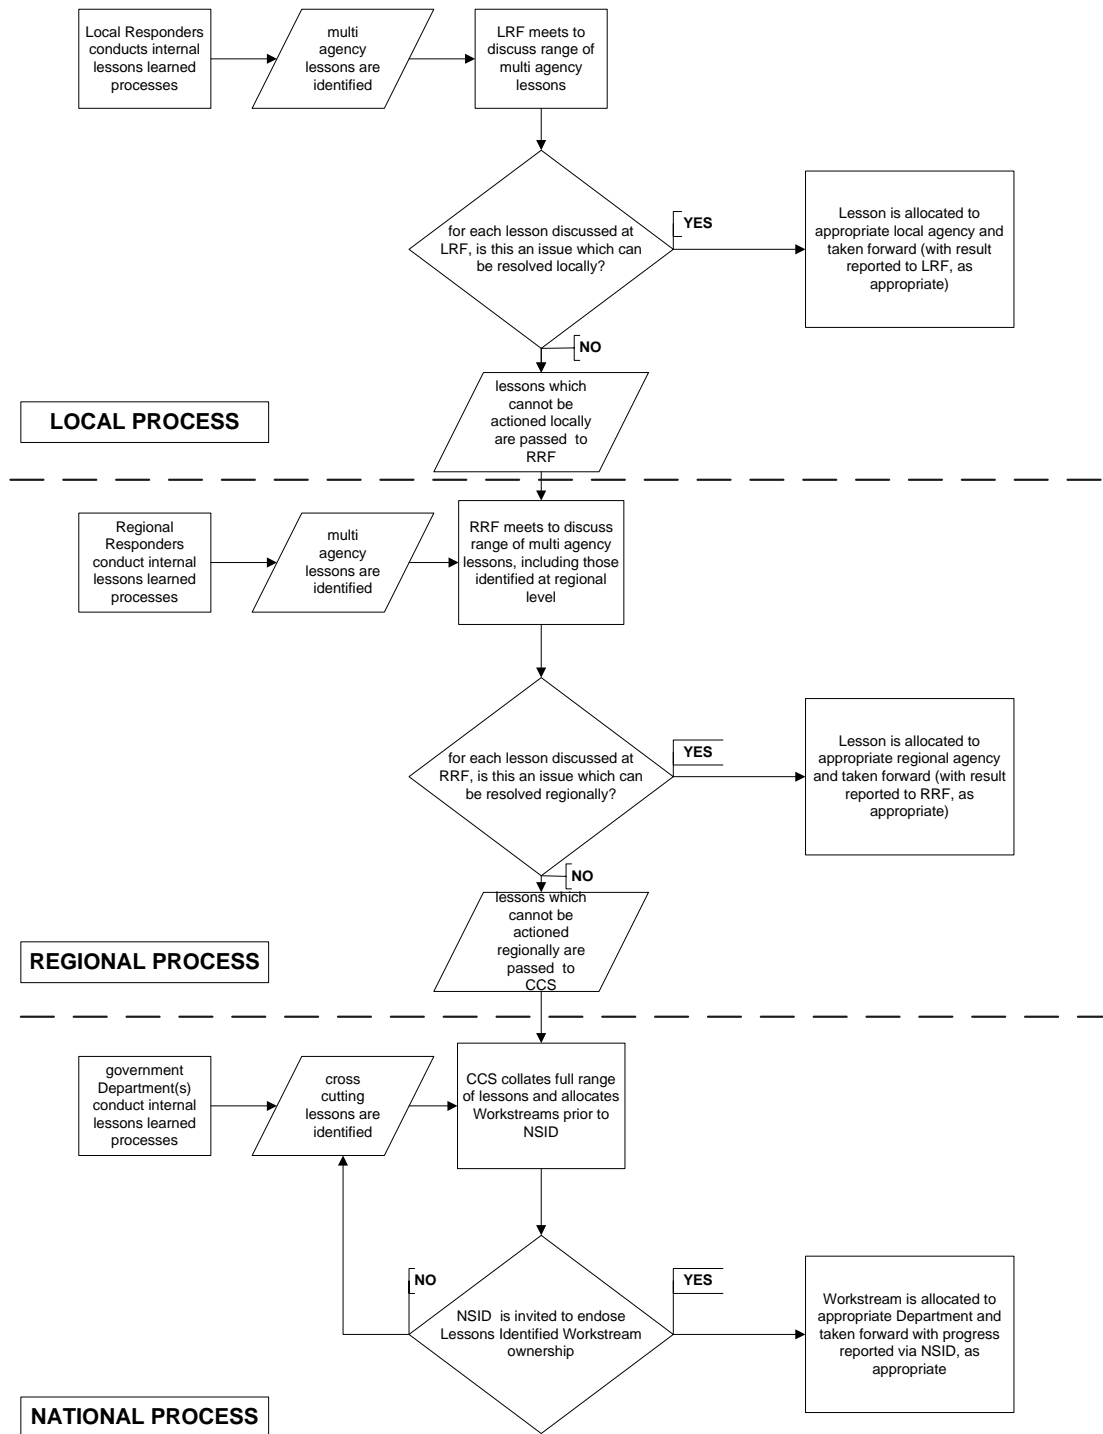 Local Responders
conducts internal
lessons learned
processes
multi
agency
lessons are
identified
LRF meets to
discuss range of
multi agency
lessons
for each lesson discussed at
LRF, is this an issue which can
be resolved locally?
YES
Lesson is allocated to
appropriate local agency and
taken forward (with result
reported to LRF, as
appropriate)
NO
lessons which
cannot be
actioned locally
are passed to
RRF
LOCAL PROCESS
Regional
Responders
conduct internal
lessons learned
processes
multi
agency
lessons are
identified
RRF meets to discuss
range of multi agency
lessons, including those
identified at regional
level
for each lesson discussed at
RRF, is this an issue which can
be resolved regionally?
YES
Lesson is allocated to
appropriate regional agency
and taken forward (with result
reported to RRF, as
appropriate)
NO
lessons which
cannot be
actioned
regionally are
passed to
CCS
REGIONAL PROCESS
government
Department(s)
conduct internal
lessons learned
processes
cross
cutting
lessons are
identified
CCS collates full range
of lessons and allocates
Workstreams prior to
NSID
NO
NSID is invited to endose
Lessons Identified Workstream
ownership
YES
Workstream is allocated to
appropriate Department and
taken forward with progress
reported via NSID, as
appropriate
NATIONAL PROCESS